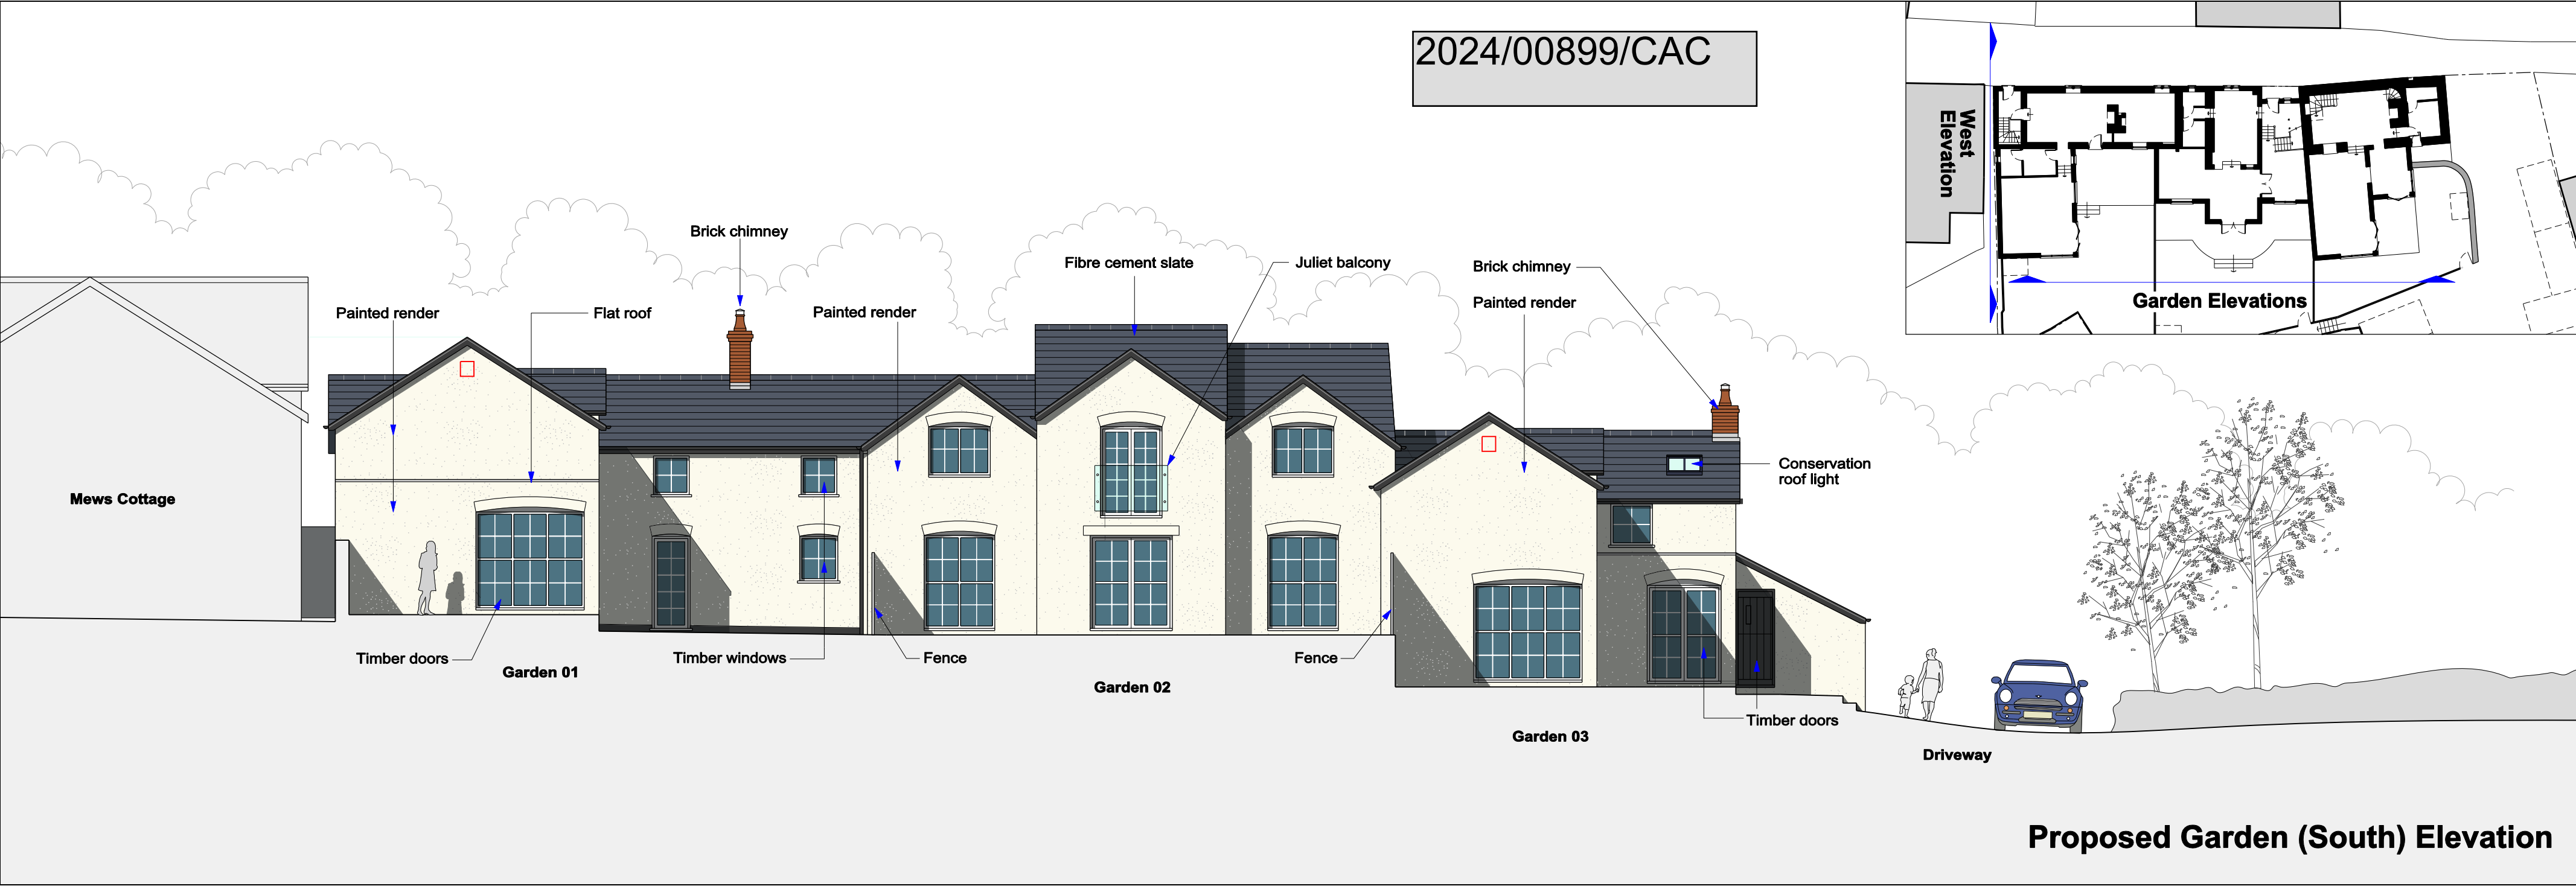 2024/00899/CAC
West
Elevation
Garden Elevations
Brick chimney
Fibre cement slate
Juliet balcony
Brick chimney
Painted render
Flat roof
Painted render
Painted render
Conservation
roof light
Mews Cottage
Timber doors
Garden 01
Timber windows
Fence
Garden 02
Fence
Timber doors
Garden 03
Driveway
Proposed Garden (South) Elevation